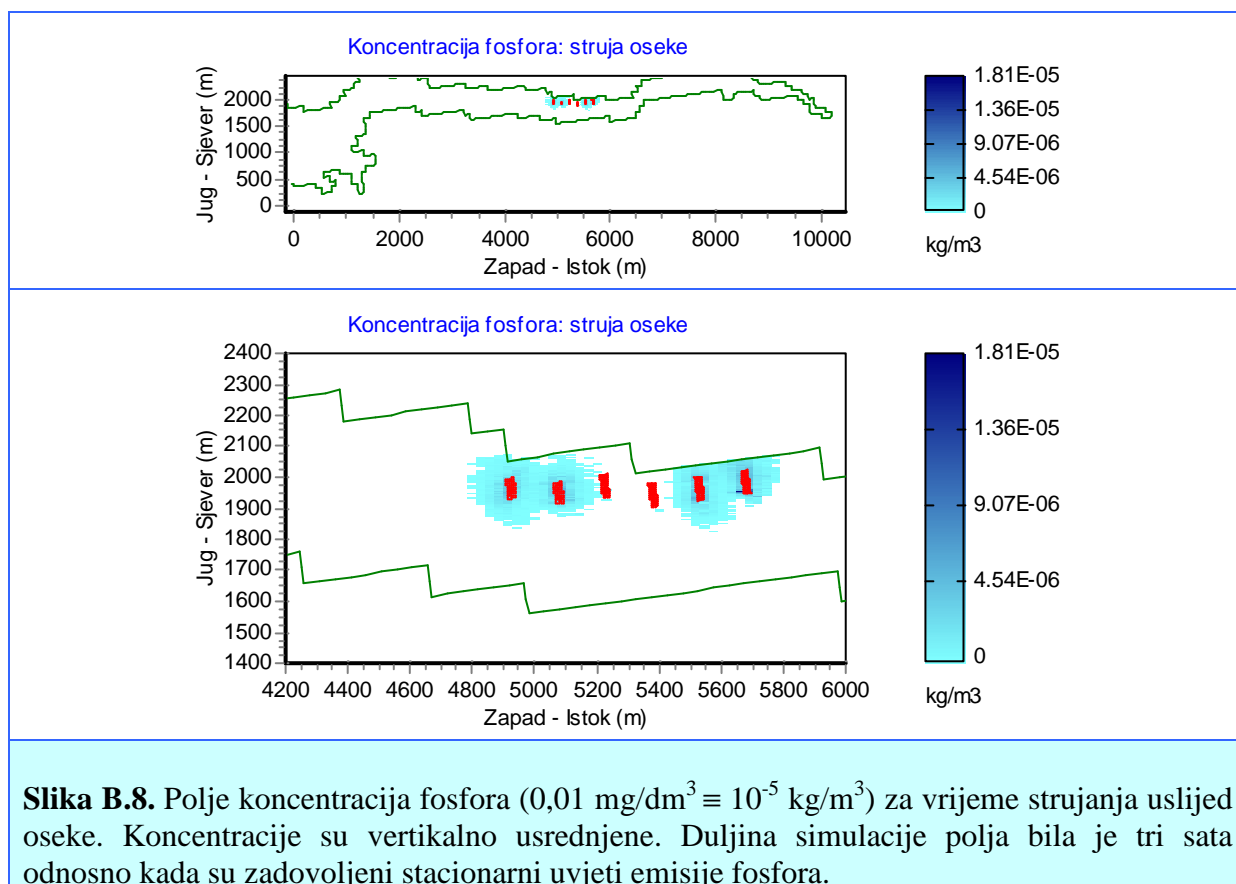 Koncentracija fosfora: struja oseke
Jug - Sjever (m)
2000
1500
1000
500
0
0 2000 4000 6000 8000 10000
Zapad - Istok (m)
1.81E-05
1.36E-05
9.07E-06
4.54E-06
0
kg/m3
Koncentracija fosfora: struja oseke
Jug - Sjever (m)
2400
2300
2200
2100
2000
1900
1800
1700
1600
1500
1400
4200 4400 4600 4800 5000 5200 5400 5600 5800 6000
Zapad - Istok (m)
1.81E-05
1.36E-05
9.07E-06
4.54E-06
0
kg/m3
Slika B.8. Polje koncentracija fosfora (0,01 mg/dm³ ≡ 10⁻⁵ kg/m³) za vrijeme strujanja uslijed
oseke. Koncentracije su vertikalno usrednjene. Duljina simulacije polja bila je tri sata
odnosno kada su zadovoljeni stacionarni uvjeti emisije fosfora.